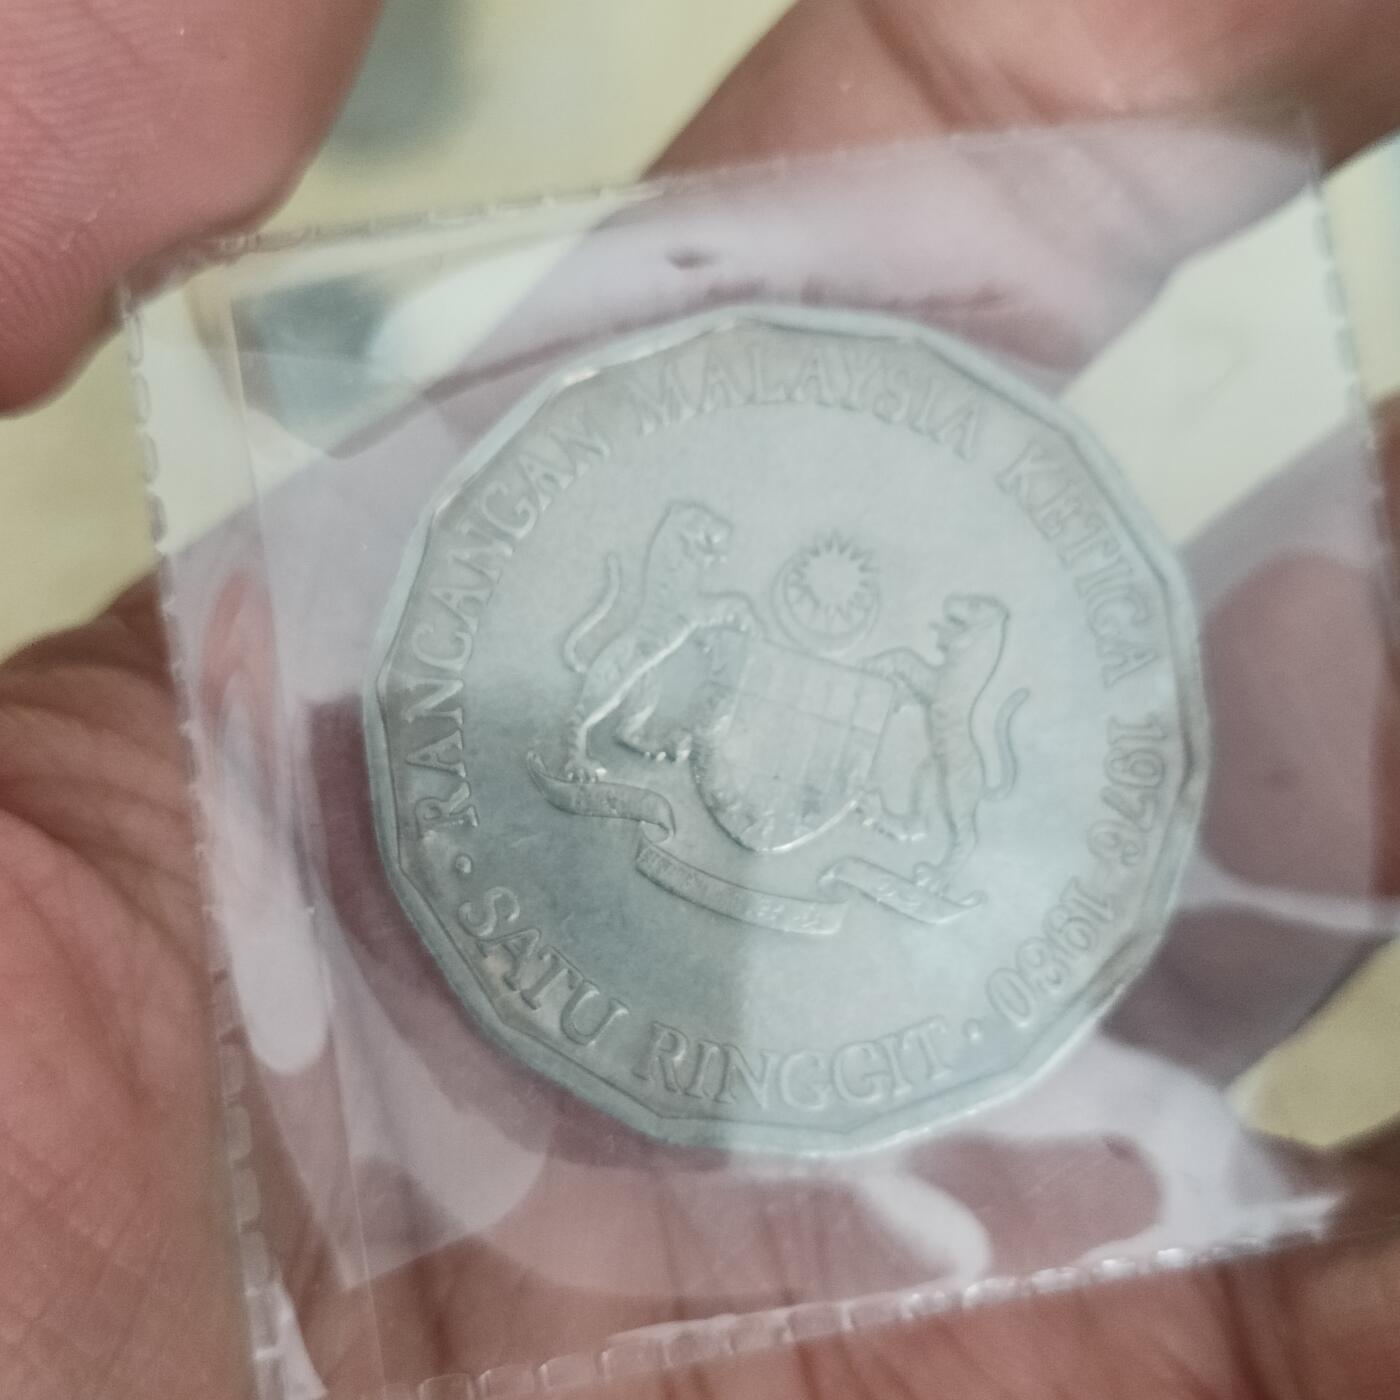 RANCANGAN MALAYSIA KETIGA 1976-1980
· SATU RINGGIT ·